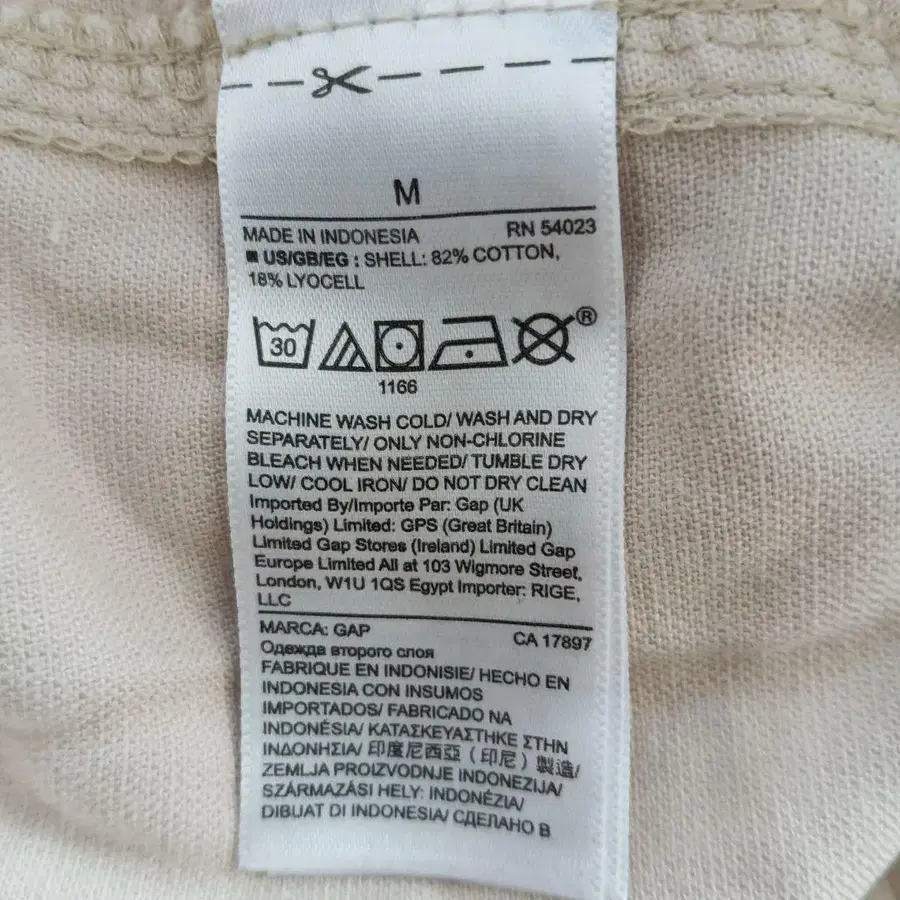 M
MADE IN INDONESIA RN 54023
■ US/GB/EG : SHELL: 82% COTTON,
18% LYOCELL
30 ®
1166
MACHINE WASH COLD/ WASH AND DRY
SEPARATELY/ ONLY NON-CHLORINE
BLEACH WHEN NEEDED/ TUMBLE DRY
LOW/ COOL IRON/ DO NOT DRY CLEAN
Imported By/Importe Par: Gap (UK
Holdings) Limited: GPS (Great Britain)
Limited Gap Stores (Ireland) Limited Gap
Europe Limited All at 103 Wigmore Street,
London, W1U 1QS Egypt Importer: RIGE,
LLC
MARCA: GAP CA 17897
Одежда второго слоя
FABRIQUE EN INDONISIE/ HECHO EN
INDONESIA CON INSUMOS
IMPORTADOS/ FABRICADO NA
INDONÉSIA/ ΚΑΤΑΣΚΕΥΑΣΤΗΚΕ ΣΤΗΝ
ΙΝΔΟΝΗΣΙΑ/ 印度尼西亞（印尼）製造/
ZEMLJA PROIZVODNJE INDONEZIJA/
SZÁRMAZÁSI HELY: INDONÉZIA/
DIBUAT DI INDONESIA/ СДЕЛАНО В